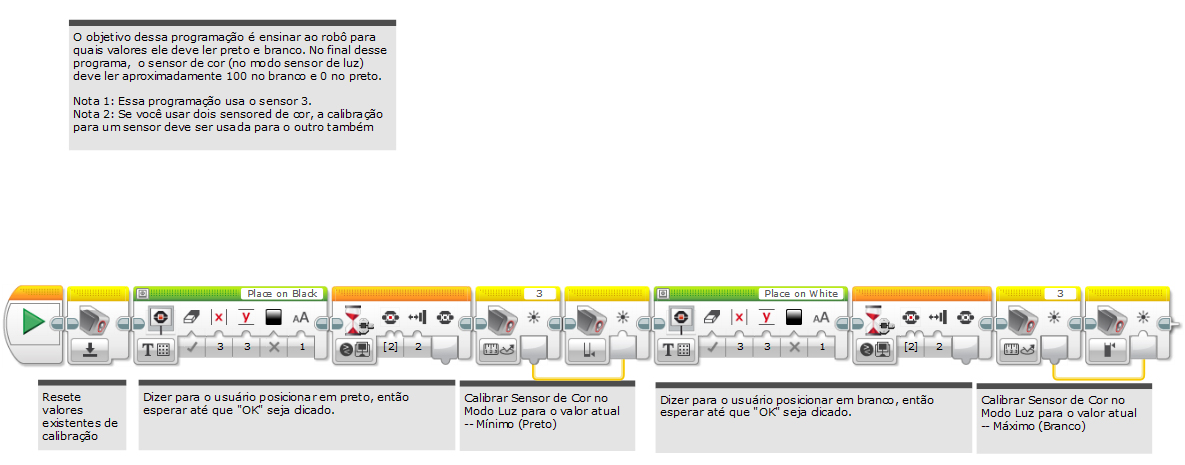 O objetivo dessa programação é ensinar ao robô para
quais valores ele deve ler preto e branco. No final desse
programa,  o sensor de cor (no modo sensor de luz)
deve ler aproximadamente 100 no branco e 0 no preto.
Nota 1: Essa programação usa o sensor 3.
Nota 2: Se você usar dois sensored de cor, a calibração
para um sensor deve ser usada para o outro também
Place on Black
3
Place on White
3
x y AA
x y AA
T 3 3 1
[2] 2
T 3 3 1
[2] 2
Resete
valores
existentes de
calibração
Dizer para o usuário posicionar em preto, então
esperar até que "OK" seja dicado.
Calibrar Sensor de Cor no
Modo Luz para o valor atual
-- Mínimo (Preto)
Dizer para o usuário posicionar em branco, então
esperar até que "OK" seja dicado.
Calibrar Sensor de Cor no
Modo Luz para o valor atual
-- Máximo (Branco)